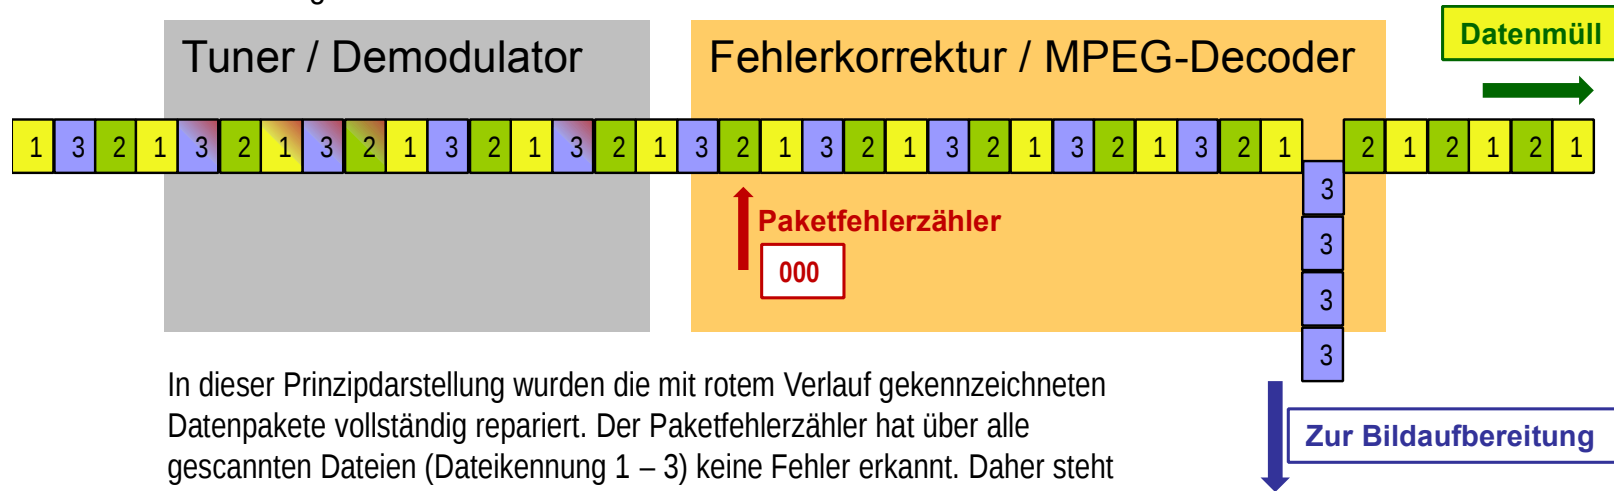 Datenmüll
Tuner / Demodulator
Fehlerkorrektur / MPEG-Decoder
1 3 2 1 3 2 1 3 2 1 3 2 1 3 2 1 3 2 1 3 2 1 3 2 1 3 2 1 3 2 1 2 1 2 1 2 1
3
Paketfehlerzähler
3
000
3
3
In dieser Prinzipdarstellung wurden die mit rotem Verlauf gekennzeichneten
Datenpakete vollständig repariert. Der Paketfehlerzähler hat über alle
Zur Bildaufbereitung
gescannten Dateien (Dateikennung 1 – 3) keine Fehler erkannt. Daher steht